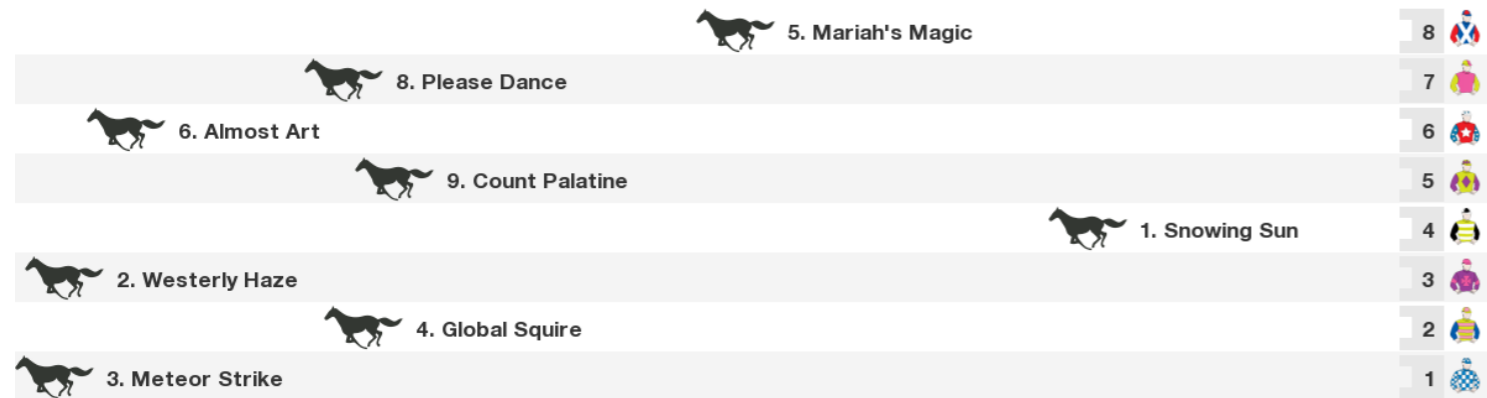 5. Mariah's Magic 8
8. Please Dance 7
6. Almost Art 6
9. Count Palatine 5
1. Snowing Sun 4
2. Westerly Haze 3
4. Global Squire 2
3. Meteor Strike 1